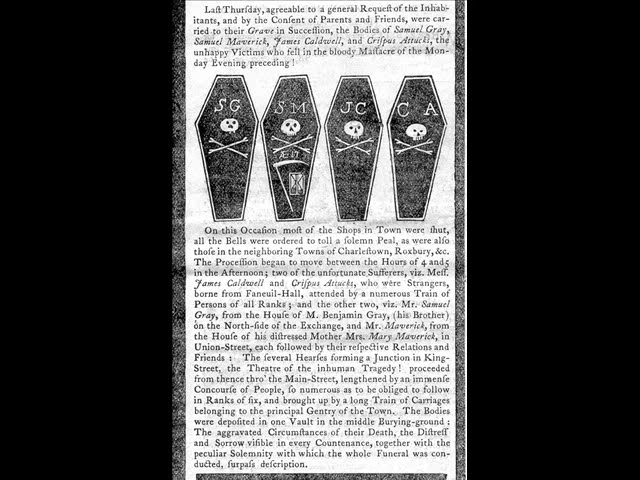 Laſt Thurſday, agreeable to a general Requeſt of the Inhab-
itants, and by the Conſent of Parents and Friends, were car-
ried to their Grave in Succeſſion, the Bodies of Samuel Gray,
Samuel Maverick, James Caldwell, and Criſpus Attucks, the
unhappy Victims who fell in the bloody Maſſacre of the Mon-
day Evening preceding!
SG
SM
JC
CA
Æ 17
On this Occaſion moſt of the Shops in Town were ſhut,
all the Bells were ordered to toll a ſolemn Peal, as were alſo
thoſe in the neighboring Towns of Charleſtown, Roxbury, &c.
The Proceſſion began to move between the Hours of 4 and 5
in the Afternoon; two of the unfortunate Sufferers, viz. Meſſ.
James Caldwell and Criſpus Attucks, who were Strangers,
borne from Faneuil-Hall, attended by a numerous Train of
Perſons of all Ranks; and the other two, viz. Mr. Samuel
Gray, from the Houſe of M. Benjamin Gray, (his Brother)
on the North-ſide of the Exchange, and Mr. Maverick, from
the Houſe of his diſtreſſed Mother Mrs. Mary Maverick, in
Union-Street, each followed by their reſpective Relations and
Friends: The ſeveral Hearſes forming a Junction in King-
Street, the Theatre of the inhuman Tragedy! proceeded
from thence thro' the Main-Street, lengthened by an immenſe
Concourſe of People, ſo numerous as to be obliged to follow
in Ranks of ſix, and brought up by a long Train of Carriages
belonging to the principal Gentry of the Town. The Bodies
were depoſited in one Vault in the middle Burying-ground:
The aggravated Circumſtances of their Death, the Diſtreſſ
and Sorrow viſible in every Countenance, together with the
peculiar Solemnity with which the whole Funeral was con-
ducted, ſurpaſs deſcription.